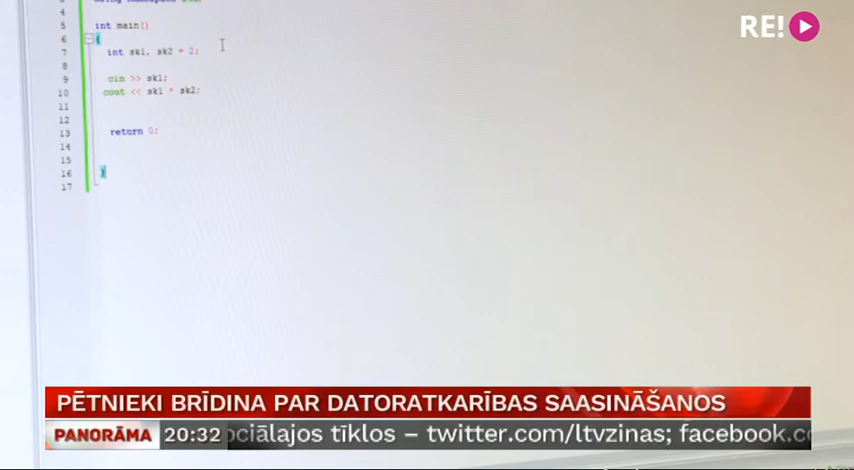 RE!
4
5 int main()
6 {
7 int sk1, sk2 = 2;
8
9 cin >> sk1;
10 cout << sk1 * sk2;
11
12
13 return 0;
14
15
16 }
17
PĒTNIEKI BRĪDINA PAR DATORATKARĪBAS SAASINĀŠANOS
PANORĀMA 20:32 ociālajos tīklos – twitter.com/ltvzinas; facebook.co